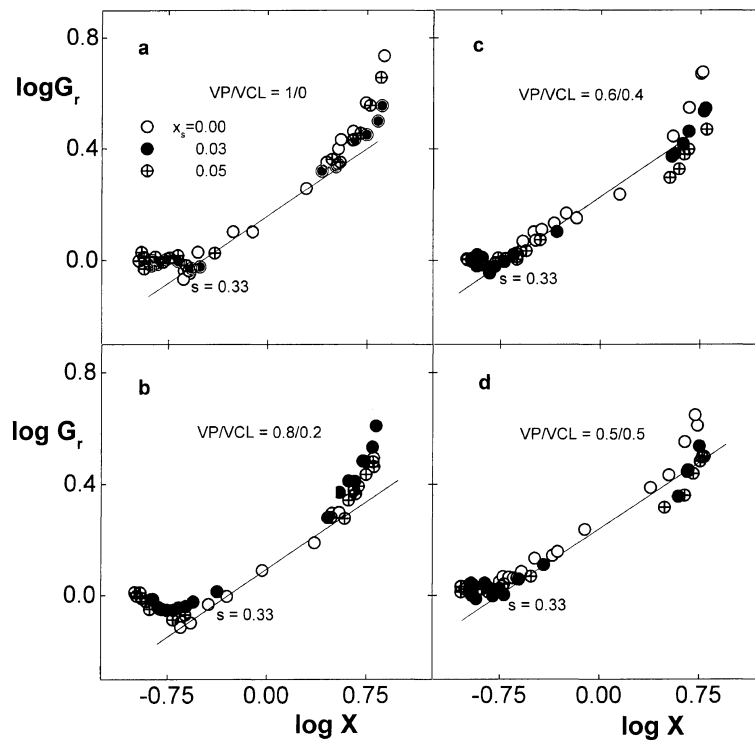 0.8
a
logGr
VP/VCL = 1/0
xs=0.00
0.03
0.05
0.4
0.0
s = 0.33
c
VP/VCL = 0.6/0.4
s = 0.33
0.8
b
log Gr
VP/VCL = 0.8/0.2
0.4
0.0
s = 0.33
-0.75 0.00 0.75
log X
d
VP/VCL = 0.5/0.5
s = 0.33
-0.75 0.00 0.75
log X